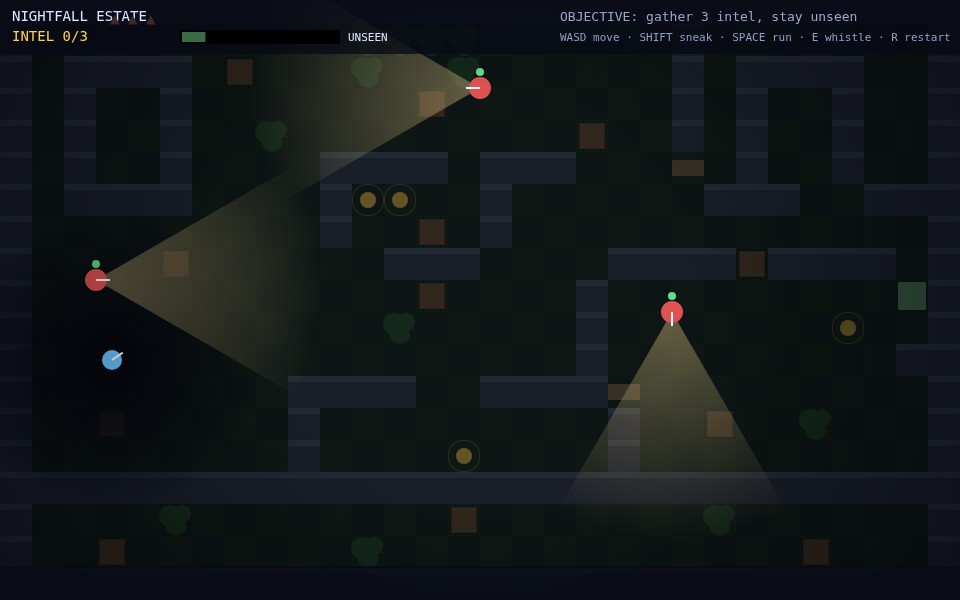 NIGHTFALL ESTATE
OBJECTIVE: gather 3 intel, stay unseen
INTEL 0/3
UNSEEN
WASD move · SHIFT sneak · SPACE run · E whistle · R restart